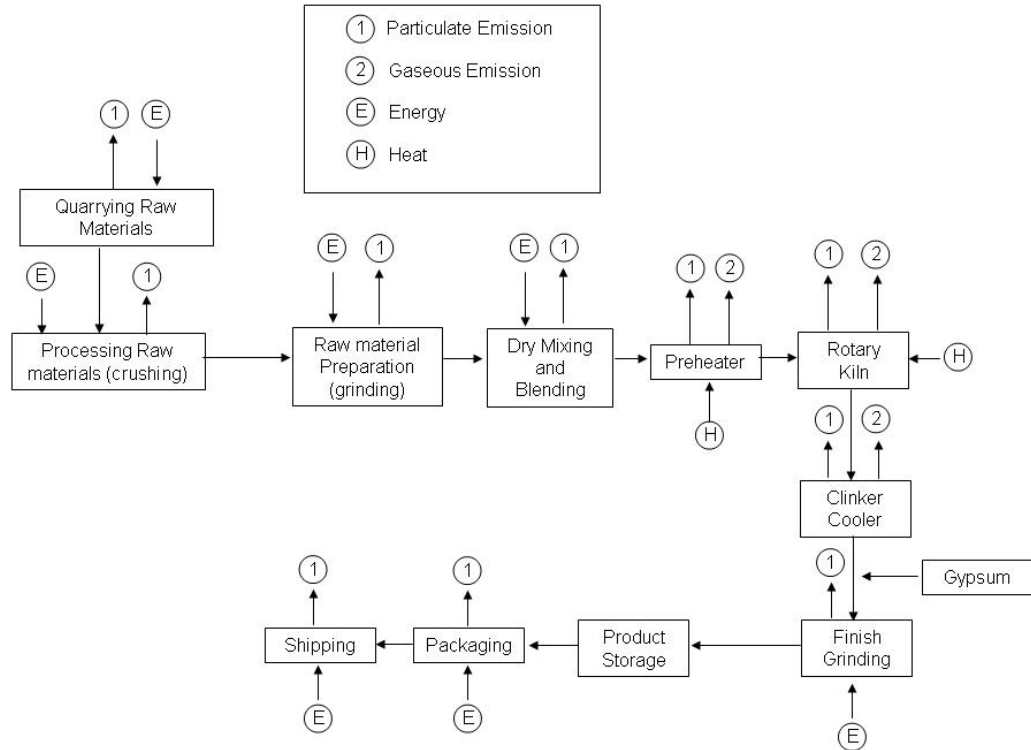 1 Particulate Emission
2 Gaseous Emission
E Energy
H Heat
1
E
Quarrying Raw
Materials
E
1
Processing Raw
materials (crushing)
E
1
Raw material
Preparation
(grinding)
E
1
Dry Mixing
and
Blending
1
2
Preheater
H
1
2
Rotary
Kiln
H
1
2
Clinker
Cooler
Gypsum
1
Finish
Grinding
E
Product
Storage
1
Packaging
E
1
Shipping
E